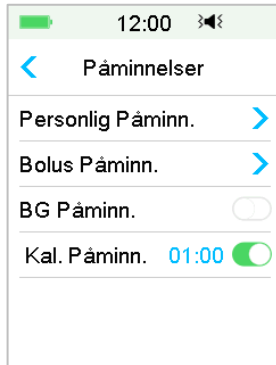 12:00
Påminnelser
Personlig Påminn.
Bolus Påminn.
BG Påminn.
Kal. Påminn. 01:00